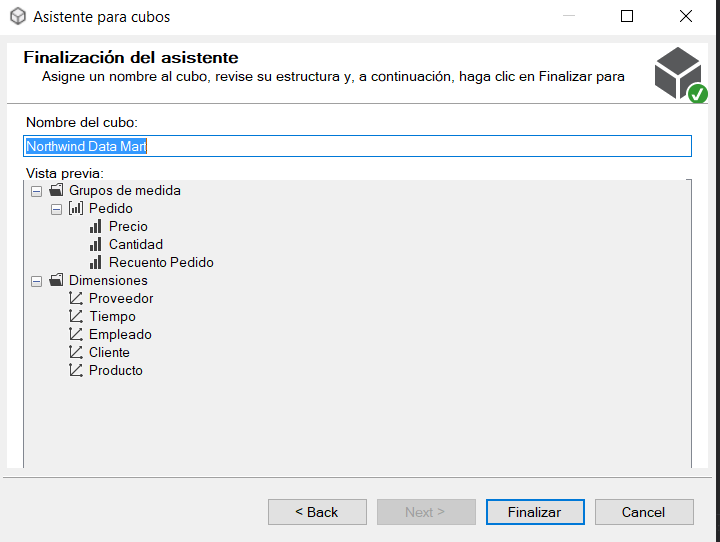 Asistente para cubos
Finalización del asistente
Asigne un nombre al cubo, revise su estructura y, a continuación, haga clic en Finalizar para
Nombre del cubo:
Northwind Data Mart
Vista previa:
Grupos de medida
Pedido
Precio
Cantidad
Recuento Pedido
Dimensiones
Proveedor
Tiempo
Empleado
Cliente
Producto
< Back
Next >
Finalizar
Cancel